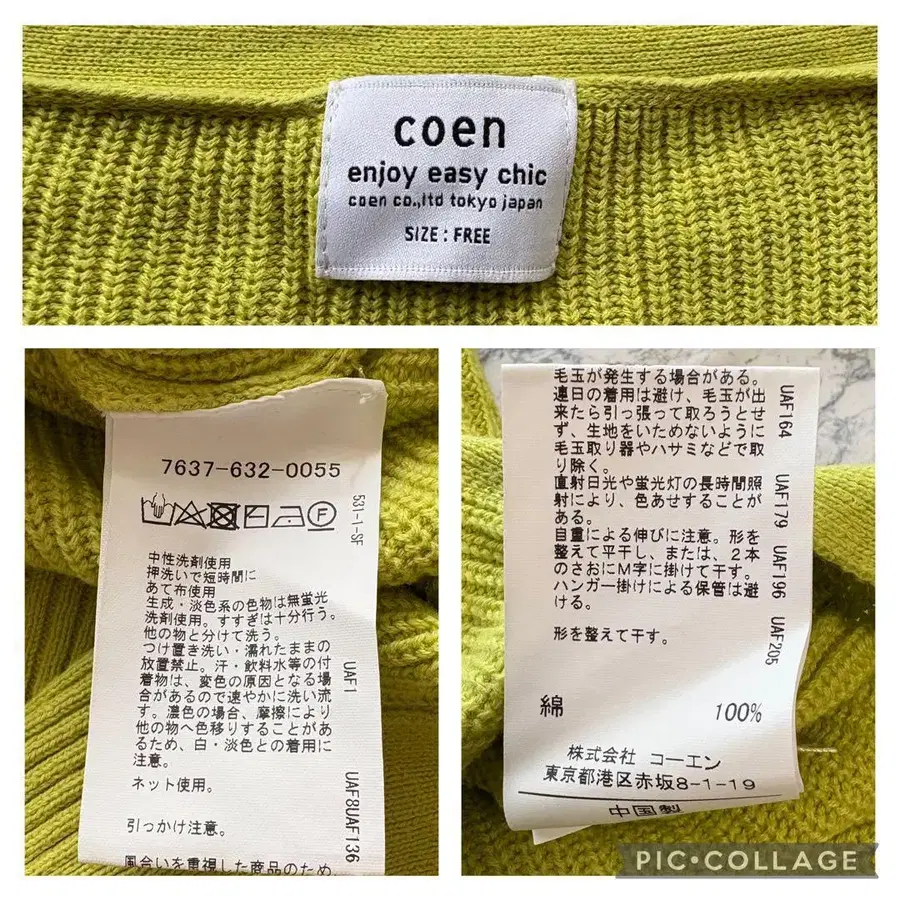 coen
enjoy easy chic
coen co.,ltd tokyo japan
SIZE : FREE
7637-632-0055
531-1-SF
中性洗剤使用
押洗いで短時間に
あて布使用
生成・淡色系の色物は無蛍光
洗剤使用。すすぎは十分行う。
他の物と分けて洗う。
つけ置き洗い・濡れたままの
放置禁止。汗・飲料水等の付
着物は、変色の原因となる場
合があるので速やかに洗い流
す。濃色の場合、摩擦により
他の物へ色移りすることがあ
るため、白・淡色との着用に
注意。
ネット使用。
引っかけ注意。
風合いを重視した商品のため、
UAF1
UAF8UAF136
毛玉が発生する場合がある。
連日の着用は避け、毛玉が出
来たら引っ張って取ろうとせ
ず、生地をいためないように
毛玉取り器やハサミなどで取
り除く。
直射日光や蛍光灯の長時間照
射により、色あせすることが
ある。
自重による伸びに注意。形を
整えて平干し、または、2本
のさおにM字に掛けて干す。
ハンガー掛けによる保管は避
ける。
形を整えて干す。
UAF164
UAF179
UAF196
UAF205
綿 100%
株式会社 コーエン
東京都港区赤坂8-1-19
中国製
PIC•COLLAGE